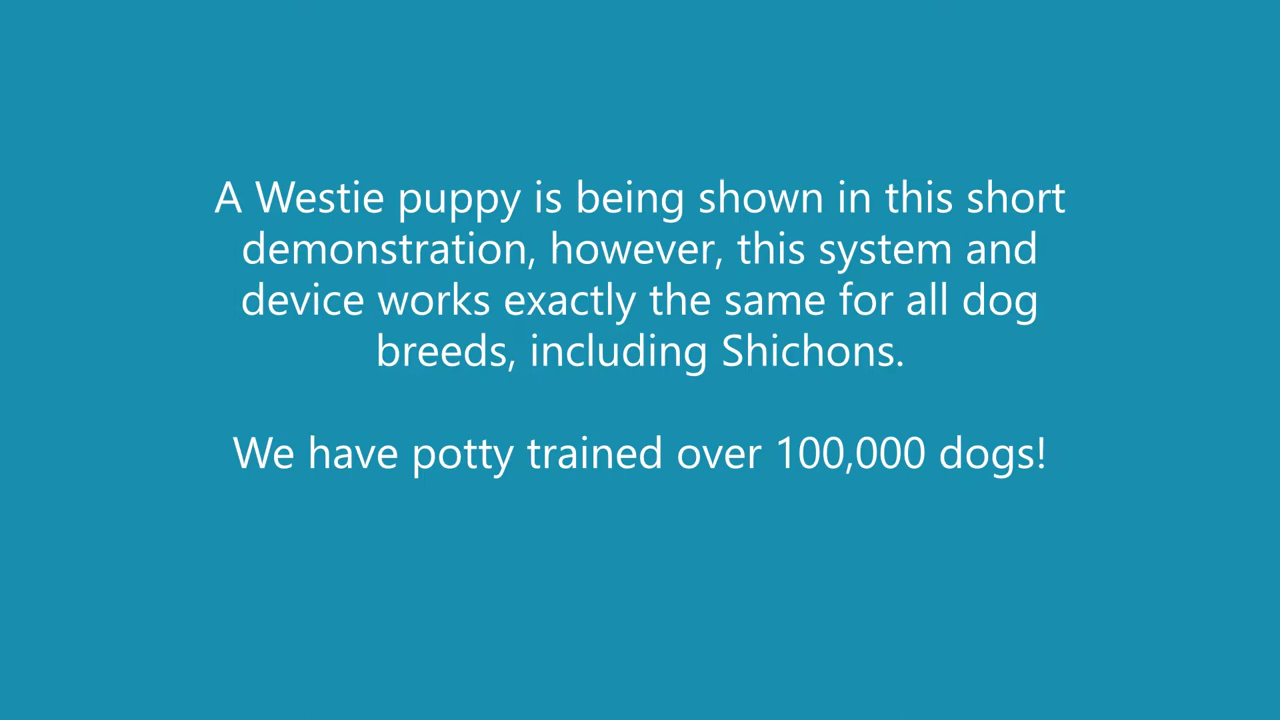 A Westie puppy is being shown in this short
demonstration, however, this system and
device works exactly the same for all dog
breeds, including Shichons.
We have potty trained over 100,000 dogs!